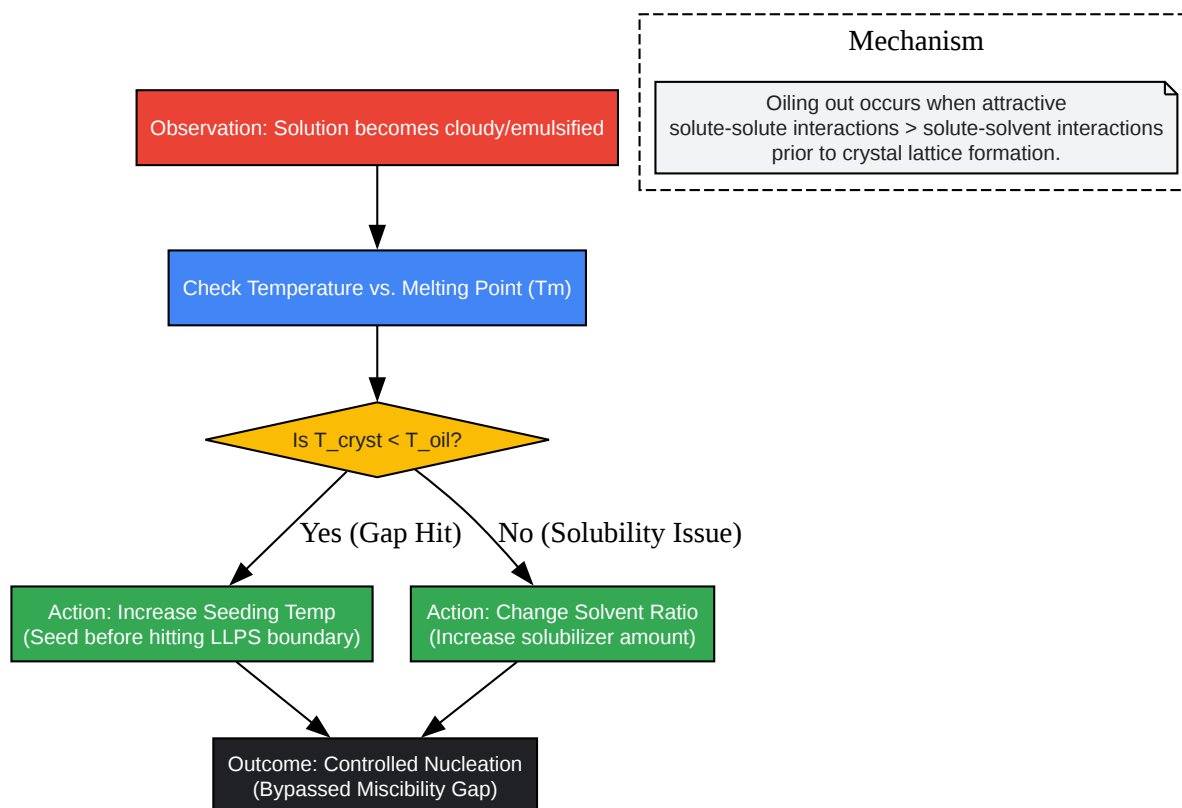 Mechanism
Oiling out occurs when attractive
solute-solute interactions > solute-solvent interactions
prior to crystal lattice formation.
Observation: Solution becomes cloudy/emulsified
Check Temperature vs. Melting Point (Tm)
Is T_cryst < T_oil?
Yes (Gap Hit)
No (Solubility Issue)
Action: Increase Seeding Temp
(Seed before hitting LLPS boundary)
Action: Change Solvent Ratio
(Increase solubilizer amount)
Outcome: Controlled Nucleation
(Bypassed Miscibility Gap)